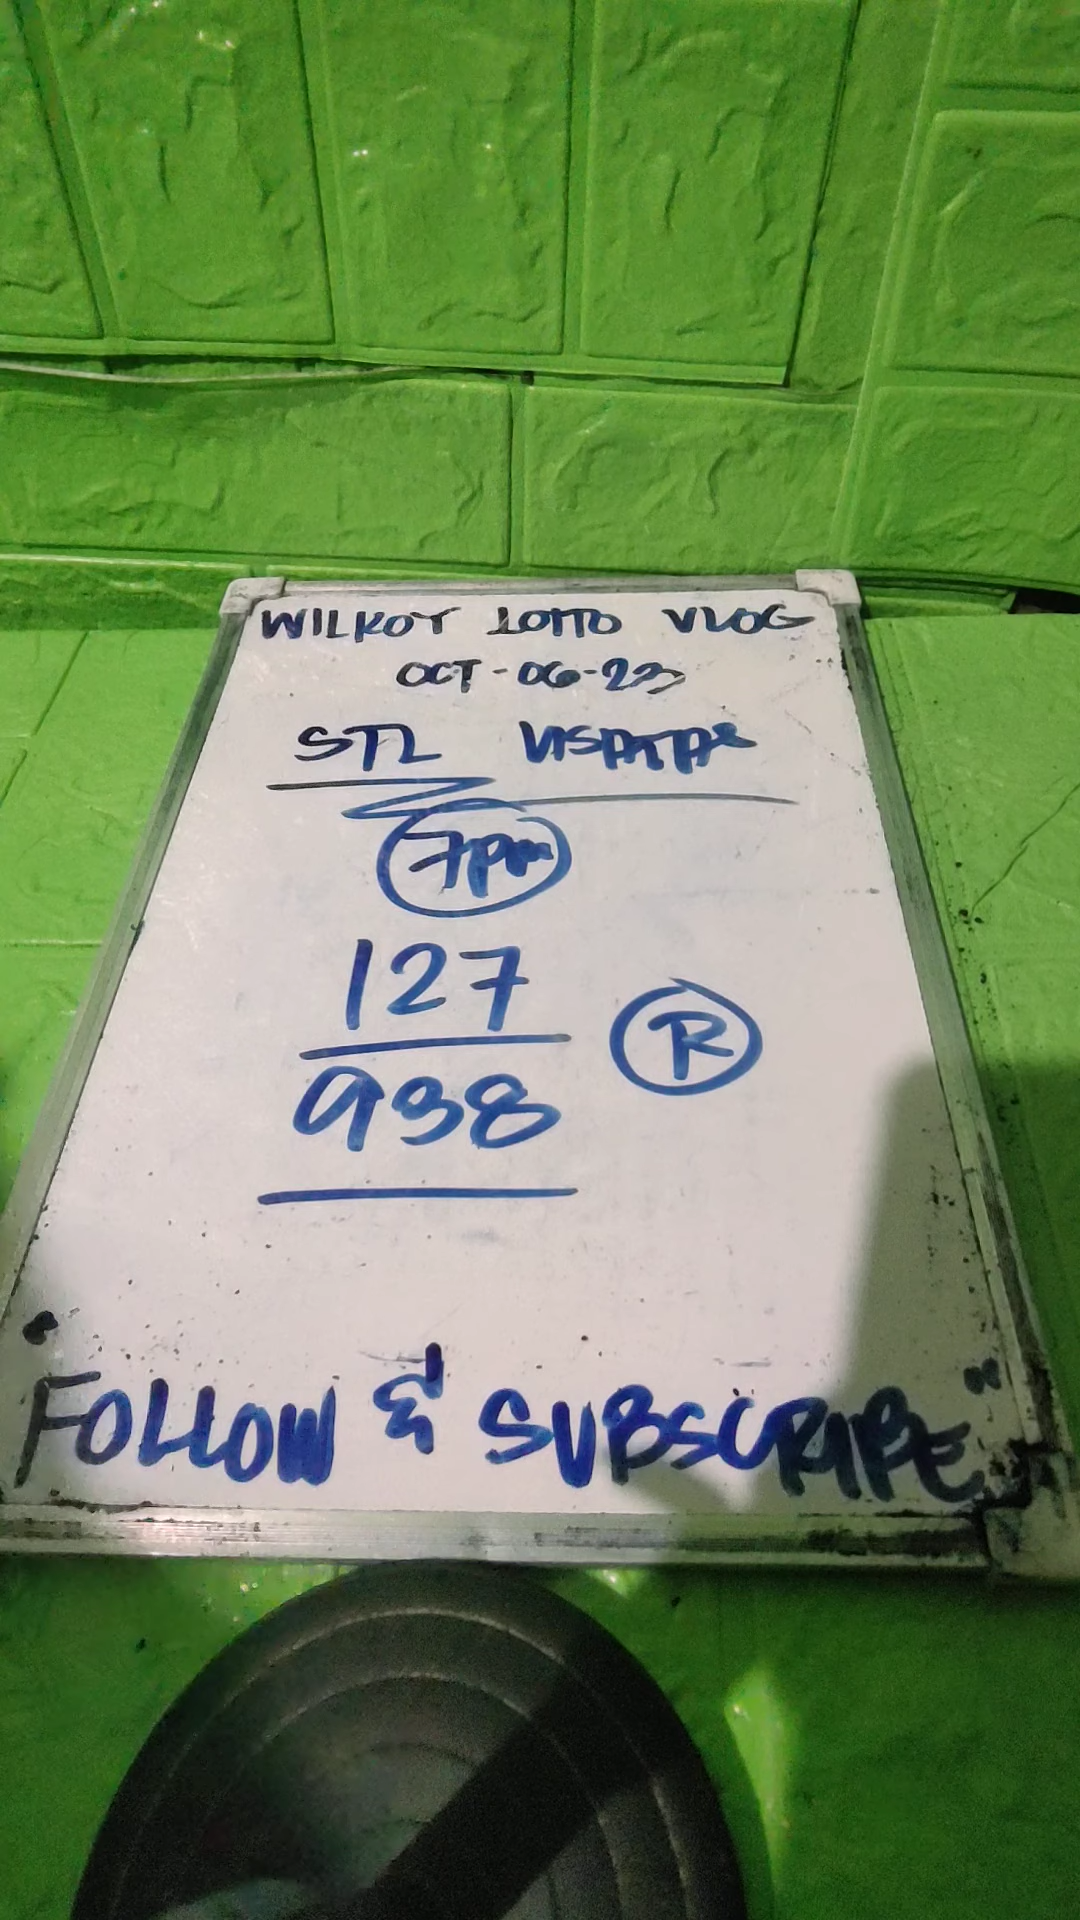 WILKOY LOTTO VLOG
OCT-06-23
STL VISAYAS
7pm
127
938
R
"FOLLOW & SUBSCRIBE"